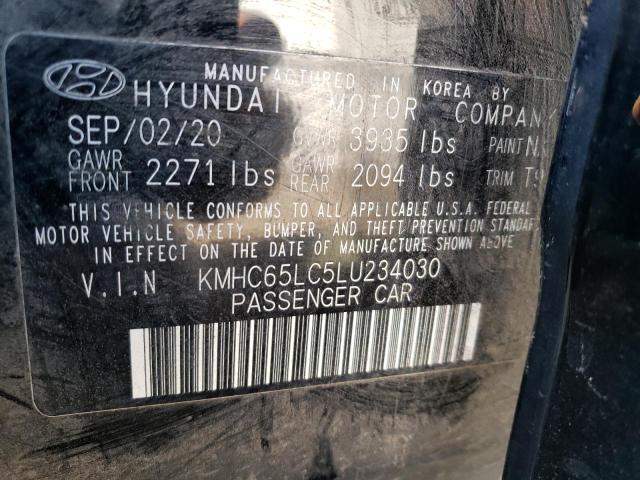 MANUFACTURED IN KOREA BY
HYUNDAI MOTOR COMPANY
SEP/02/20 GVWR 3935 lbs PAINT
GAWR FRONT 2271 lbs GAWR REAR 2094 lbs TRIM
THIS VEHICLE CONFORMS TO ALL APPLICABLE U.S.A. FEDERAL
MOTOR VEHICLE SAFETY, BUMPER, AND THEFT PREVENTION STANDAR
IN EFFECT ON THE DATE OF MANUFACTURE SHOWN ABOVE
V.I.N KMHC65LC5LU234030
PASSENGER CAR